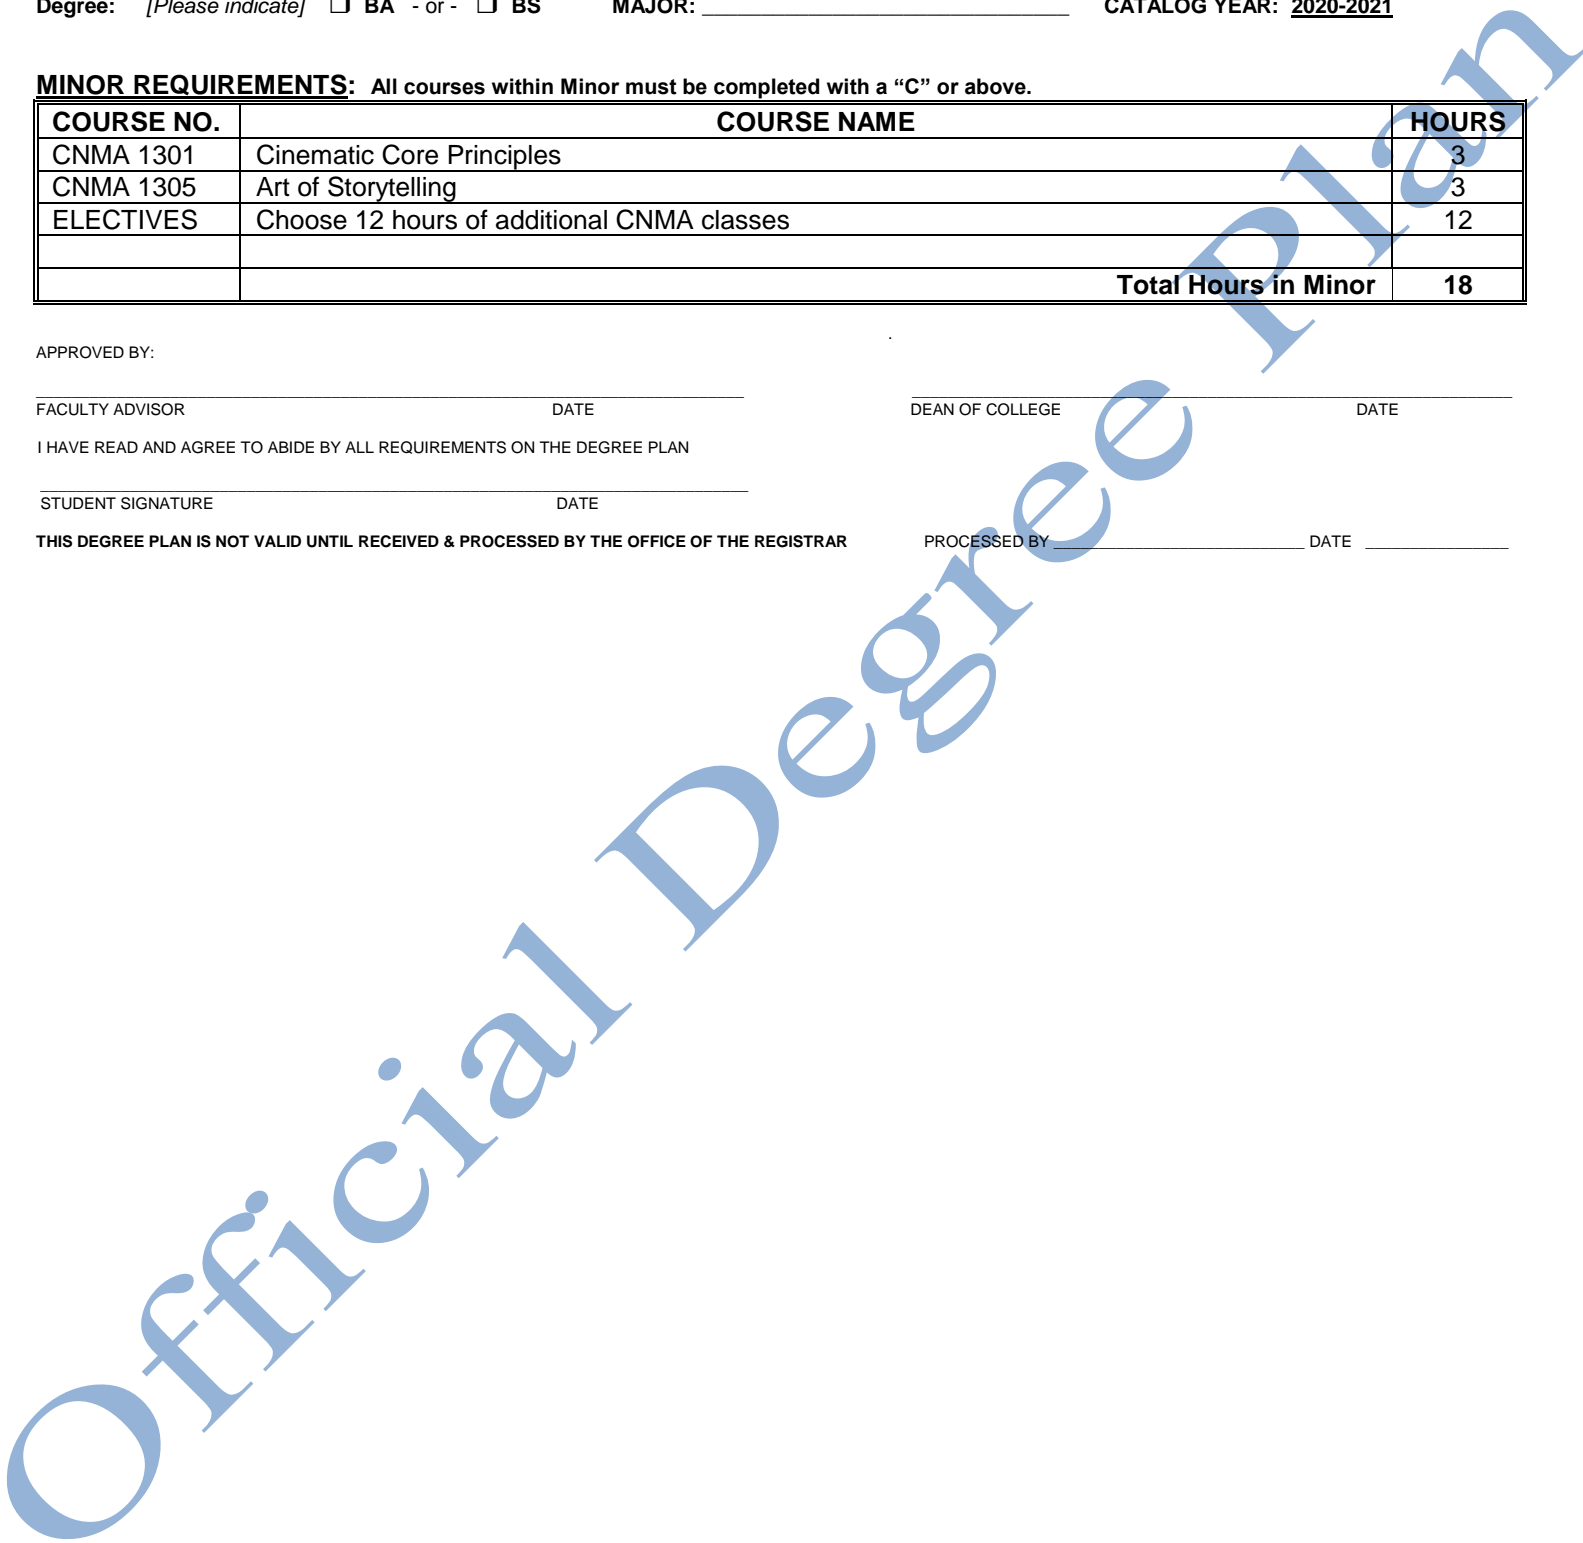 Degree: [Please indicate] ❒ BA - or - ❒ BS MAJOR: _______________________________ CATALOG YEAR: 2020-2021
MINOR REQUIREMENTS: All courses within Minor must be completed with a “C” or above.
COURSE NO. COURSE NAME HOURS
CNMA 1301 Cinematic Core Principles 3
CNMA 1305 Art of Storytelling 3
ELECTIVES Choose 12 hours of additional CNMA classes 12
Total Hours in Minor 18
.
APPROVED BY:
FACULTY ADVISOR DATE DEAN OF COLLEGE DATE
I HAVE READ AND AGREE TO ABIDE BY ALL REQUIREMENTS ON THE DEGREE PLAN
STUDENT SIGNATURE DATE
THIS DEGREE PLAN IS NOT VALID UNTIL RECEIVED & PROCESSED BY THE OFFICE OF THE REGISTRAR PROCESSED BY ____________________________ DATE ________________
Official Degree Plan